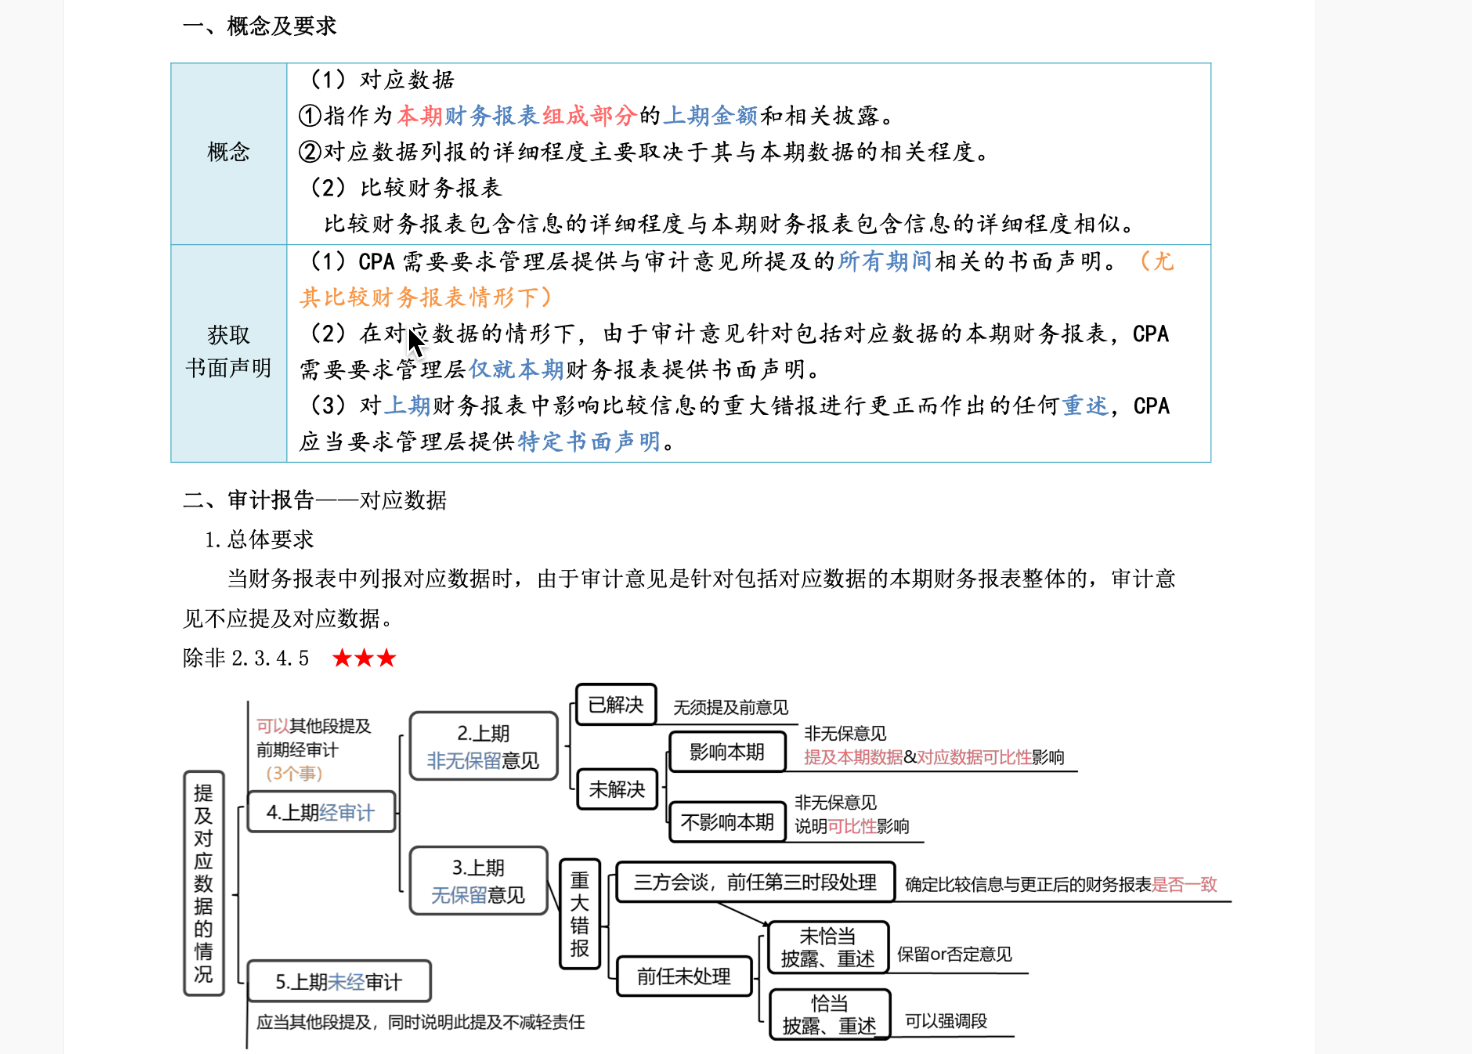 一、概念及要求
概念
（1）对应数据
①指作为本期财务报表组成部分的上期金额和相关披露。
②对应数据列报的详细程度主要取决于其与本期数据的相关程度。
（2）比较财务报表
比较财务报表包含信息的详细程度与本期财务报表包含信息的详细程度相似。
获取
书面声明
（1）CPA 需要要求管理层提供与审计意见所提及的所有期间相关的书面声明。（尤
其比较财务报表情形下）
（2）在对应数据的情形下，由于审计意见针对包括对应数据的本期财务报表，CPA
需要要求管理层仅就本期财务报表提供书面声明。
（3）对上期财务报表中影响比较信息的重大错报进行更正而作出的任何重述，CPA
应当要求管理层提供特定书面声明。
二、审计报告——对应数据
1.总体要求
当财务报表中列报对应数据时，由于审计意见是针对包括对应数据的本期财务报表整体的，审计意
见不应提及对应数据。
除非 2.3.4.5 ★★★
提及对应数据的情况
可以其他段提及
前期经审计
（3个事）
4.上期经审计
2.上期
非无保留意见
已解决
无须提及前意见
未解决
影响本期
非无保意见
提及本期数据&对应数据可比性影响
不影响本期
非无保意见
说明可比性影响
3.上期
无保留意见
重大错报
三方会谈，前任第三时段处理
确定比较信息与更正后的财务报表是否一致
前任未处理
未恰当
披露、重述
保留or否定意见
恰当
披露、重述
可以强调段
5.上期未经审计
应当其他段提及，同时说明此提及不减轻责任